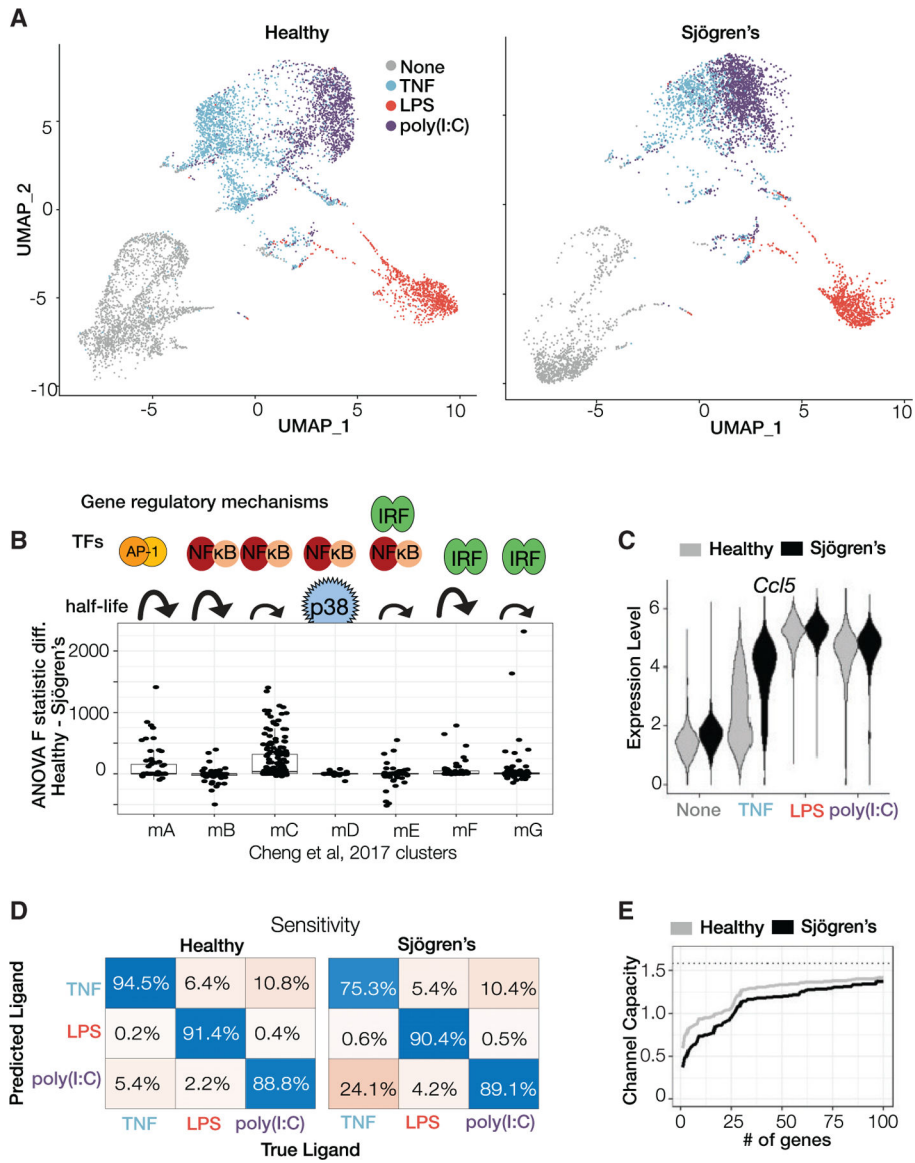 A
Healthy
Sjögren's
None
TNF
LPS
poly(I:C)
UMAP_2
5
0
-5
-10
-5
0
5
10
UMAP_1
-5
0
5
10
UMAP_1
B
Gene regulatory mechanisms
TFs
AP-1
NFκB
NFκB
NFκB
IRF
NFκB
IRF
IRF
half-life
p38
ANOVA F statistic diff.
Healthy - Sjögren's
2000
1000
0
mA mB mC mD mE mF mG
Cheng et al, 2017 clusters
C
Healthy Sjögren's
Ccl5
Expression Level
6
4
2
0
None TNF LPS poly(I:C)
D
Sensitivity
Healthy Sjögren's
Predicted Ligand
TNF 94.5% 6.4% 10.8% 75.3% 5.4% 10.4%
LPS 0.2% 91.4% 0.4% 0.6% 90.4% 0.5%
poly(I:C) 5.4% 2.2% 88.8% 24.1% 4.2% 89.1%
TNF LPS poly(I:C) TNF LPS poly(I:C)
True Ligand
E
Healthy Sjögren's
Channel Capacity
1.5
1.0
0.5
0
0 25 50 75 100
# of genes